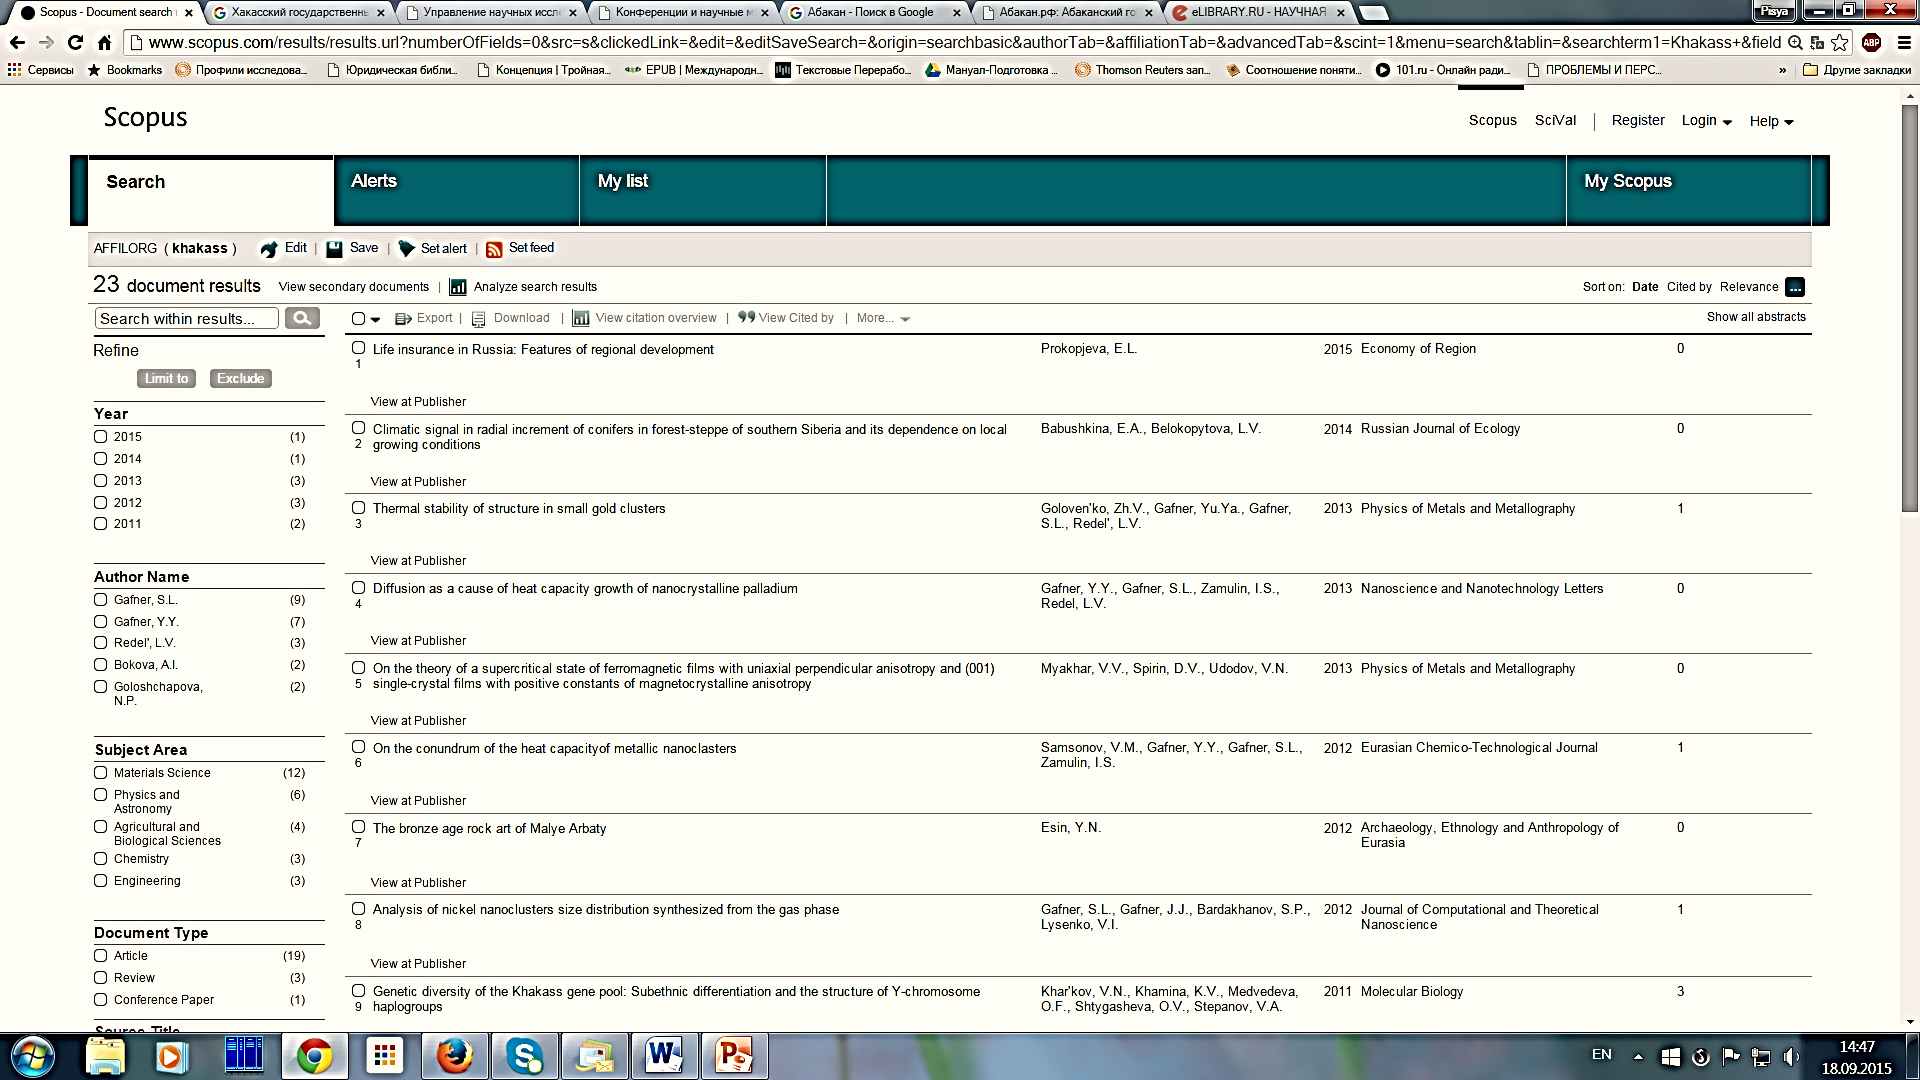 Scopus - Document search
Хакасский государственнь
Управление научных иссл
Конференции и научные м
Абакан - Поиск в Google
Абакан.рф: Абаканский го
eLIBRARY.RU - НАУЧНАЯ
Pisya
www.scopus.com/results/results.url?numberOfFields=0&src=s&clickedLink=&edit=&editSaveSearch=&origin=searchbasic&authorTab=&affiliationTab=&advancedTab=&scint=1&menu=search&tablin=&searchterm1=Khakass+&field
ABP
Сервисы
Bookmarks
Профили исследова...
Юридическая библи...
Концепция | Тройная...
EPUB | Международн...
Текстовые Перерабо...
Мануал-Подготовка ...
Thomson Reuters зап...
Соотношение поняти...
101.ru - Онлайн ради...
ПРОБЛЕМЫ И ПЕРС...
»
Другие закладки
Scopus
Scopus SciVal | Register Login Help
Search Alerts My list My Scopus
AFFILORG ( khakass ) Edit | Save | Set alert | Set feed
23 document results View secondary documents | Analyze search results
Sort on: Date Cited by Relevance ...
Search within results...
Export | Download | View citation overview | View Cited by | More...
Show all abstracts
Refine
Limit to Exclude
Year
2015 (1)
2014 (1)
2013 (3)
2012 (3)
2011 (2)
Author Name
Gafner, S.L. (9)
Gafner, Y.Y. (7)
Redel', L.V. (3)
Bokova, A.I. (2)
Goloshchapova, (2)
N.P.
Subject Area
Materials Science (12)
Physics and (6)
Astronomy
Agricultural and (4)
Biological Sciences
Chemistry (3)
Engineering (3)
Document Type
Article (19)
Review (3)
Conference Paper (1)
Source Title
Life insurance in Russia: Features of regional development Prokopjeva, E.L. 2015 Economy of Region 0
1
View at Publisher
Climatic signal in radial increment of conifers in forest-steppe of southern Siberia and its dependence on local Babushkina, E.A., Belokopytova, L.V. 2014 Russian Journal of Ecology 0
2 growing conditions
View at Publisher
Thermal stability of structure in small gold clusters Goloven'ko, Zh.V., Gafner, Yu.Ya., Gafner, 2013 Physics of Metals and Metallography 1
3 S.L., Redel', L.V.
View at Publisher
Diffusion as a cause of heat capacity growth of nanocrystalline palladium Gafner, Y.Y., Gafner, S.L., Zamulin, I.S., 2013 Nanoscience and Nanotechnology Letters 0
4 Redel, L.V.
View at Publisher
On the theory of a supercritical state of ferromagnetic films with uniaxial perpendicular anisotropy and (001) Myakhar, V.V., Spirin, D.V., Udodov, V.N. 2013 Physics of Metals and Metallography 0
5 single-crystal films with positive constants of magnetocrystalline anisotropy
View at Publisher
On the conundrum of the heat capacityof metallic nanoclasters Samsonov, V.M., Gafner, Y.Y., Gafner, S.L., 2012 Eurasian Chemico-Technological Journal 1
6 Zamulin, I.S.
View at Publisher
The bronze age rock art of Malye Arbaty Esin, Y.N. 2012 Archaeology, Ethnology and Anthropology of 0
7 Eurasia
View at Publisher
Analysis of nickel nanoclusters size distribution synthesized from the gas phase Gafner, S.L., Gafner, J.J., Bardakhanov, S.P., 2012 Journal of Computational and Theoretical 1
8 Lysenko, V.I. Nanoscience
View at Publisher
Genetic diversity of the Khakass gene pool: Subethnic differentiation and the structure of Y-chromosome Khar'kov, V.N., Khamina, K.V., Medvedeva, 2011 Molecular Biology 3
9 haplogroups O.F., Shtygasheva, O.V., Stepanov, V.A.
EN
14:47
18.09.2015